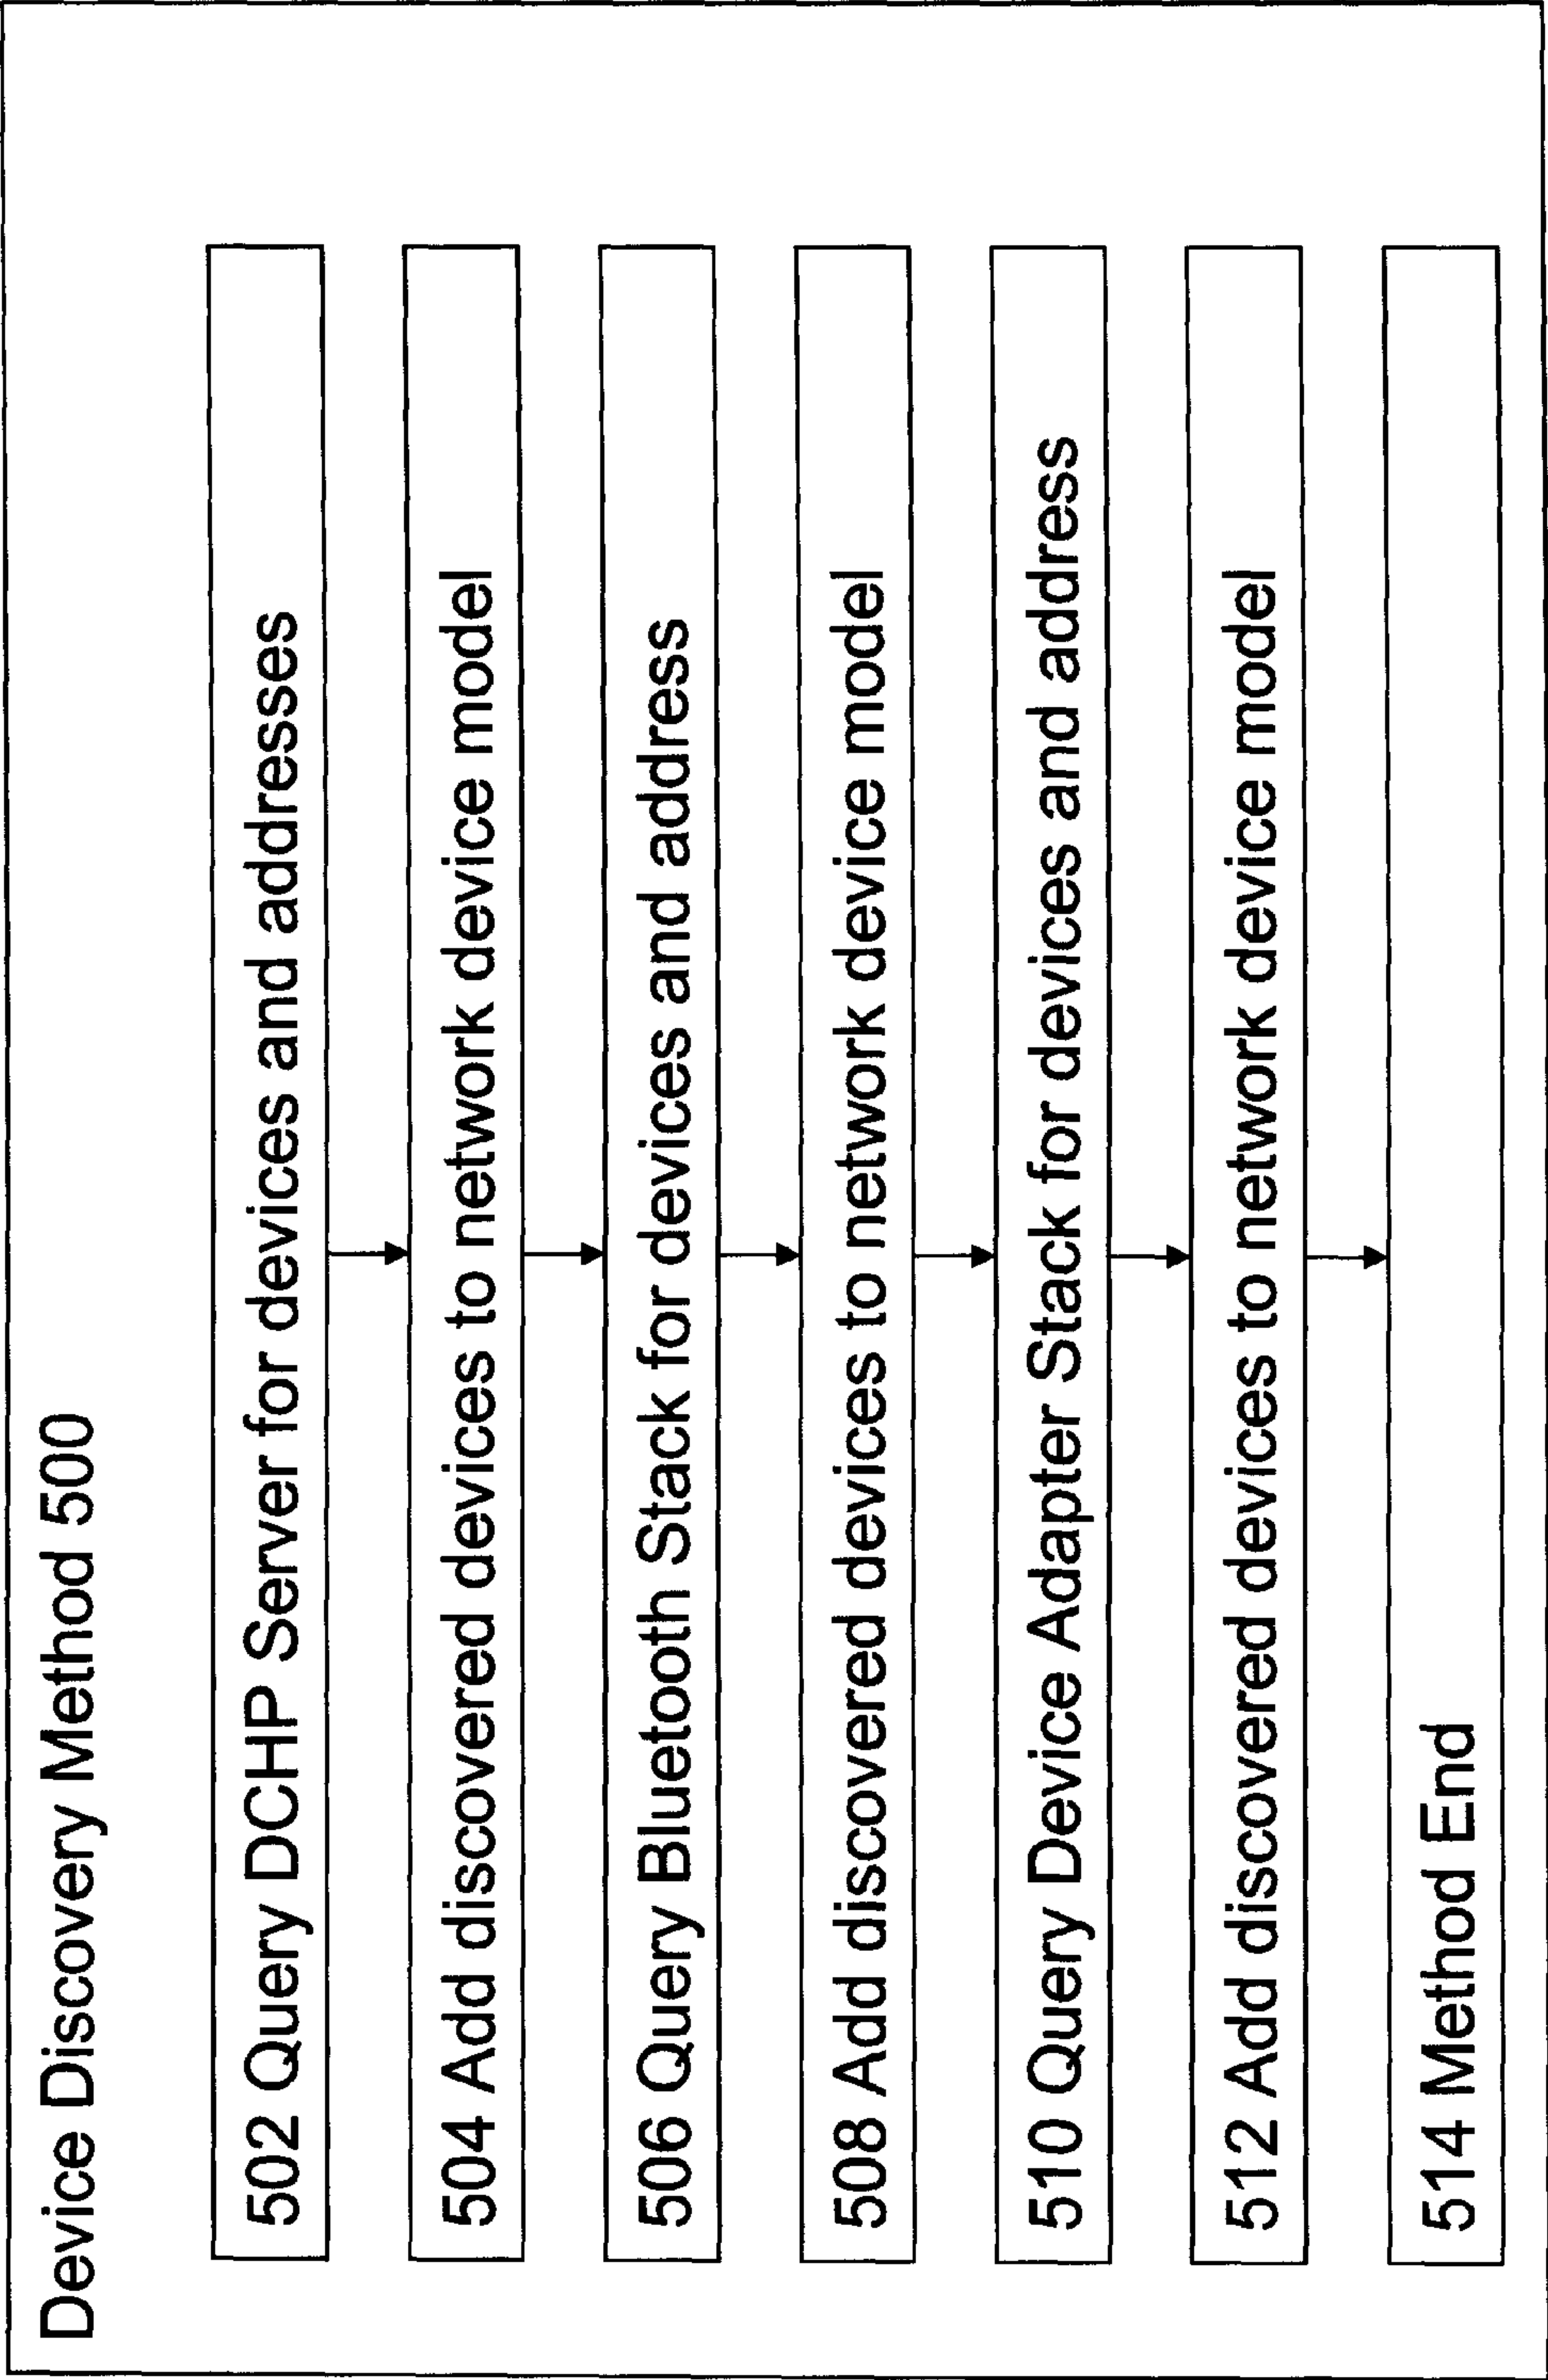 Device Discovery Method 500
502 Query DCHP Server for devices and addresses
504 Add discovered devices to network device model
506 Query Bluetooth Stack for devices and address
508 Add discovered devices to network device model
510 Query Device Adapter Stack for devices and address
512 Add discovered devices to network device model
514 Method End